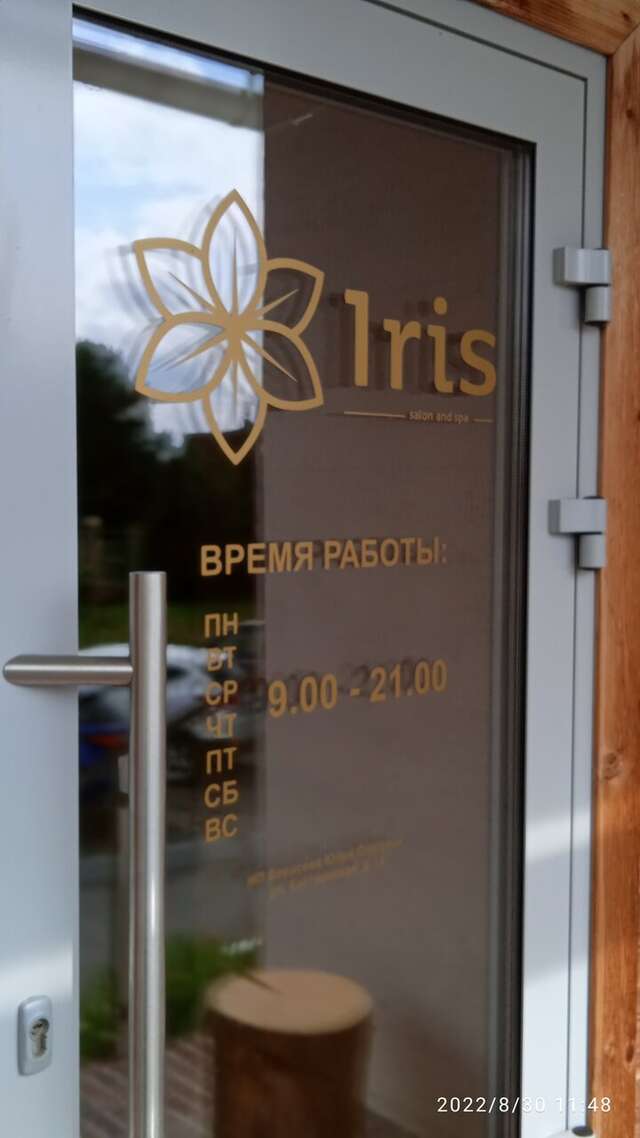 Iris
salon and spa
ВРЕМЯ РАБОТЫ:
ПН
ВТ
СР
9.00 - 21.00
ЧТ
ПТ
СБ
ВС
ИП
2022/8/30 11:48